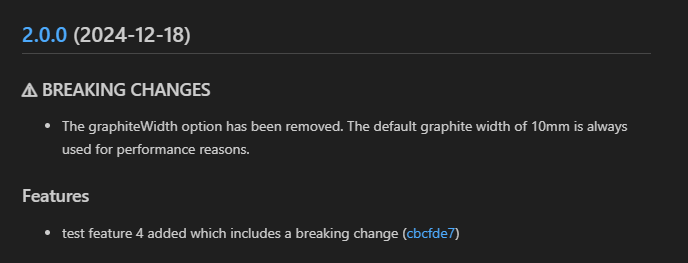 2.0.0 (2024-12-18)
⚠ BREAKING CHANGES
• The graphiteWidth option has been removed. The default graphite width of 10mm is always
used for performance reasons.
Features
• test feature 4 added which includes a breaking change (cbcfde7)